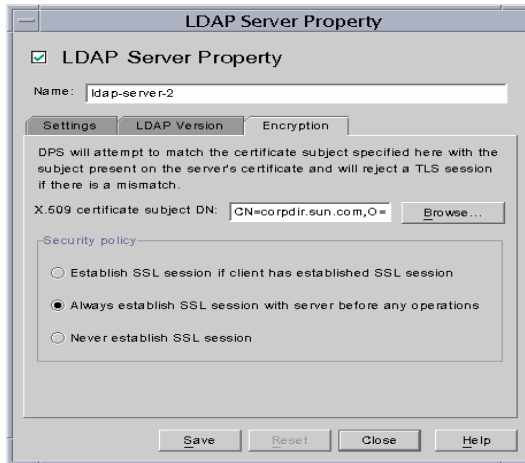 LDAP Server Property
LDAP Server Property
Name: ldap-server-2
Settings LDAP Version Encryption
DPS will attempt to match the certificate subject specified here with the
subject present on the server's certificate and will reject a TLS session
if there is a mismatch.
X.509 certificate subject DN: CN=corpdir.sun.com,O= Browse...
Security policy
Establish SSL session if client has established SSL session
Always establish SSL session with server before any operations
Never establish SSL session
Save Reset Close Help